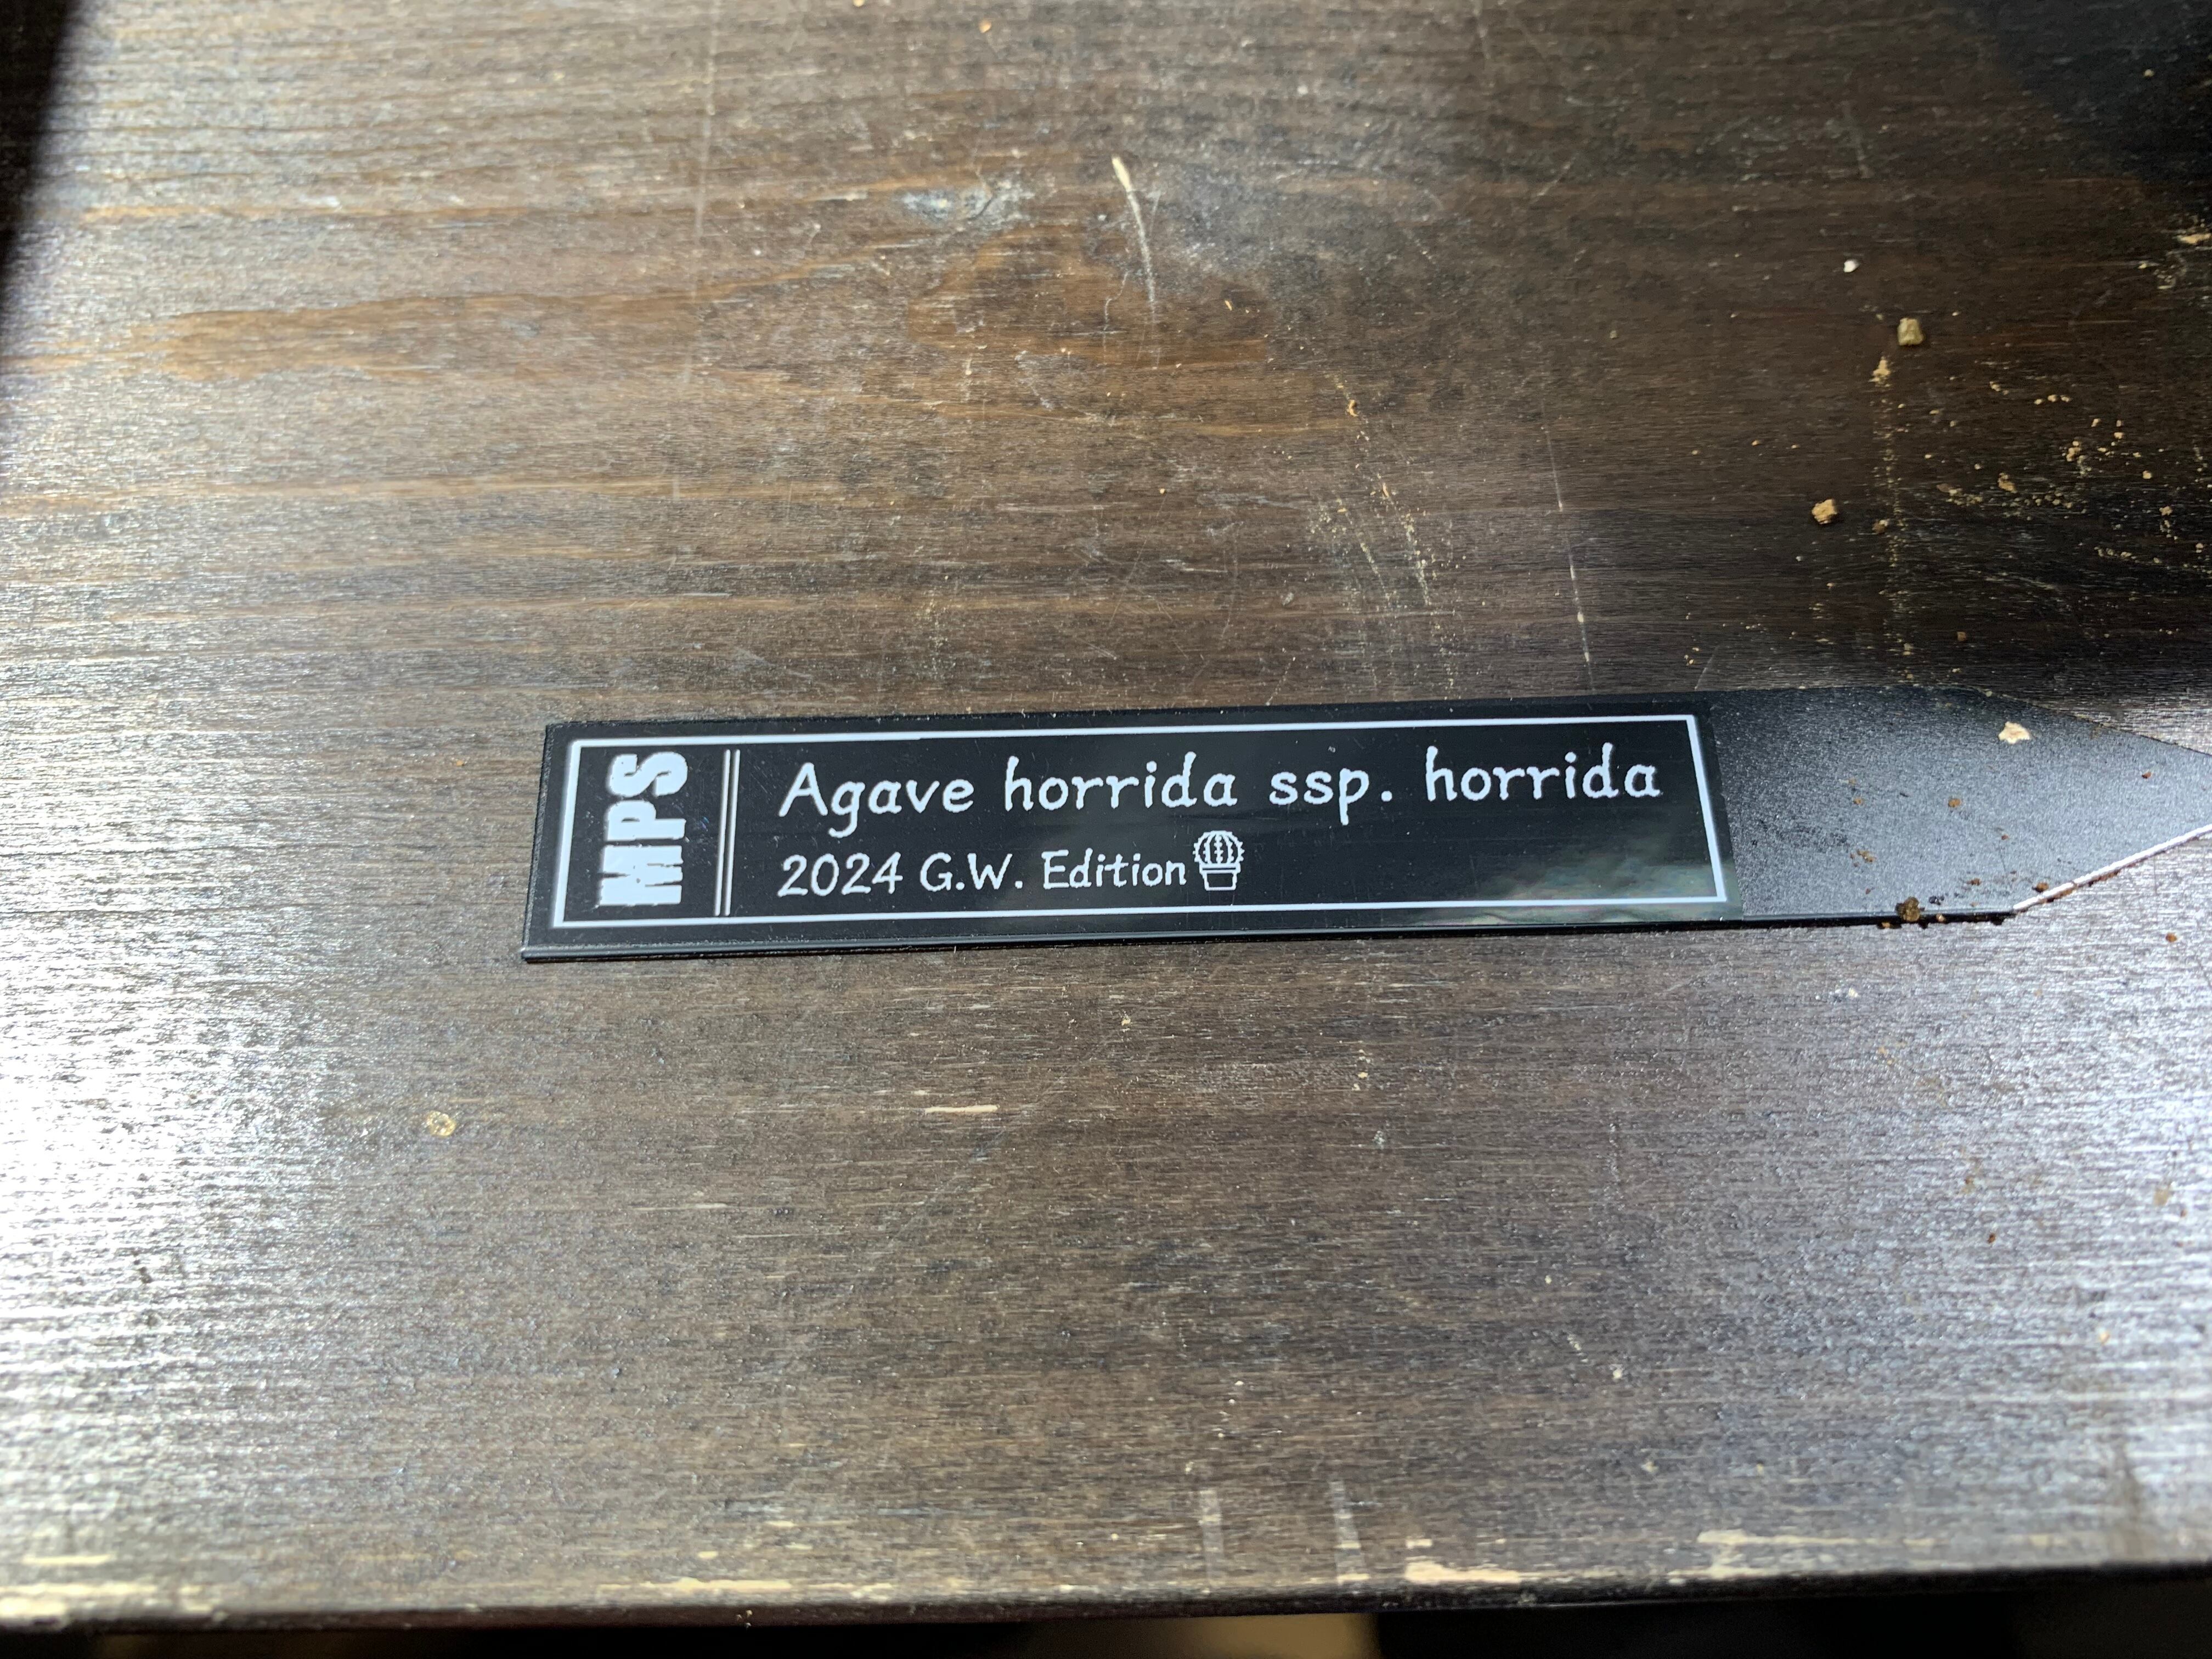 MPS
Agave horrida ssp. horrida
2024 G.W. Edition